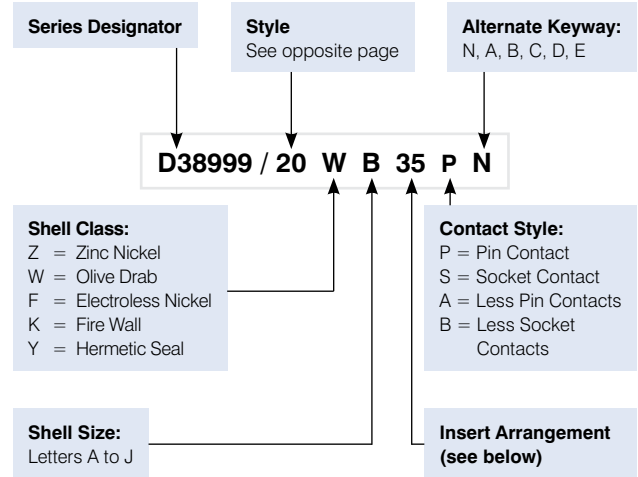 Series Designator
Style
See opposite page
Alternate Keyway:
N, A, B, C, D, E
D38999 / 20 W B 35 P N
Shell Class:
Z = Zinc Nickel
W = Olive Drab
F = Electroless Nickel
K = Fire Wall
Y = Hermetic Seal
Contact Style:
P = Pin Contact
S = Socket Contact
A = Less Pin Contacts
B = Less Socket
Contacts
Shell Size:
Letters A to J
Insert Arrangement
(see below)